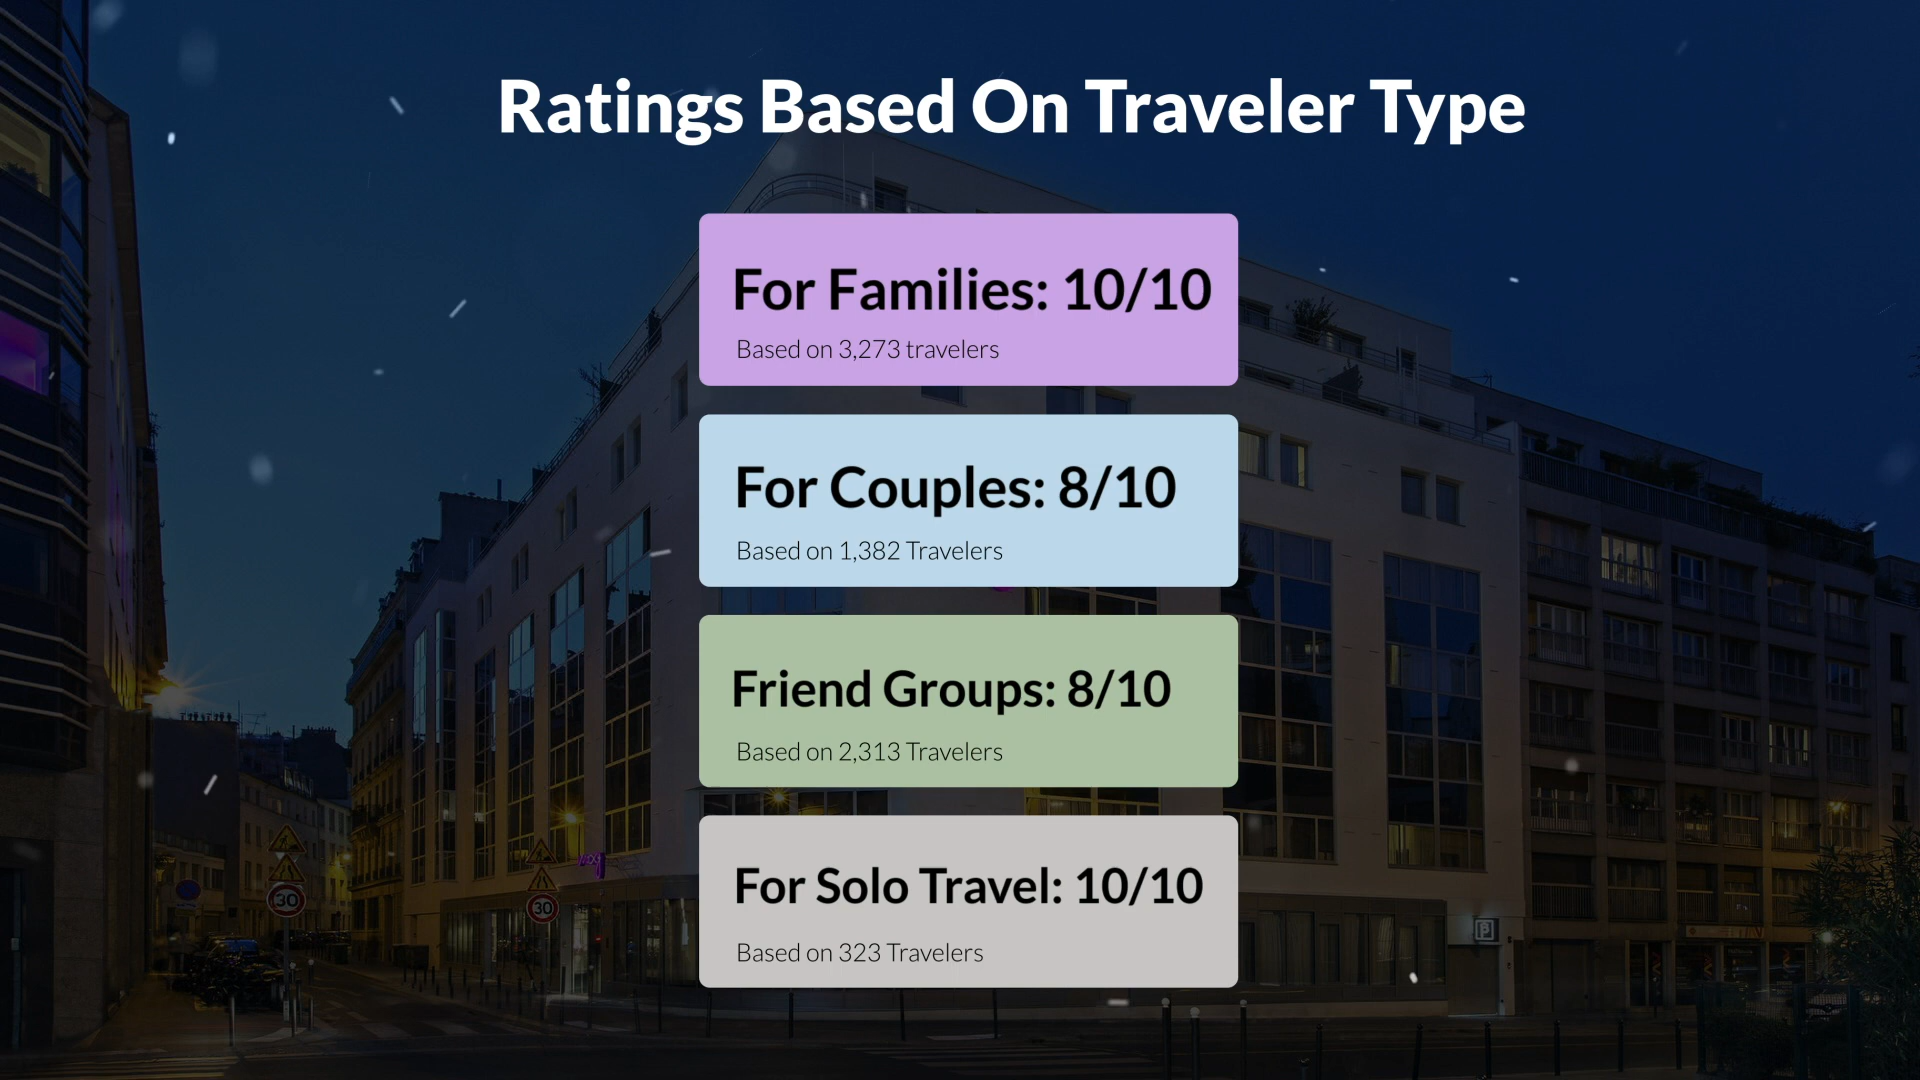 Ratings Based On Traveler Type
For Families: 10/10
Based on 3,273 travelers
For Couples: 8/10
Based on 1,382 Travelers
Friend Groups: 8/10
Based on 2,313 Travelers
For Solo Travel: 10/10
Based on 323 Travelers
30
30
P